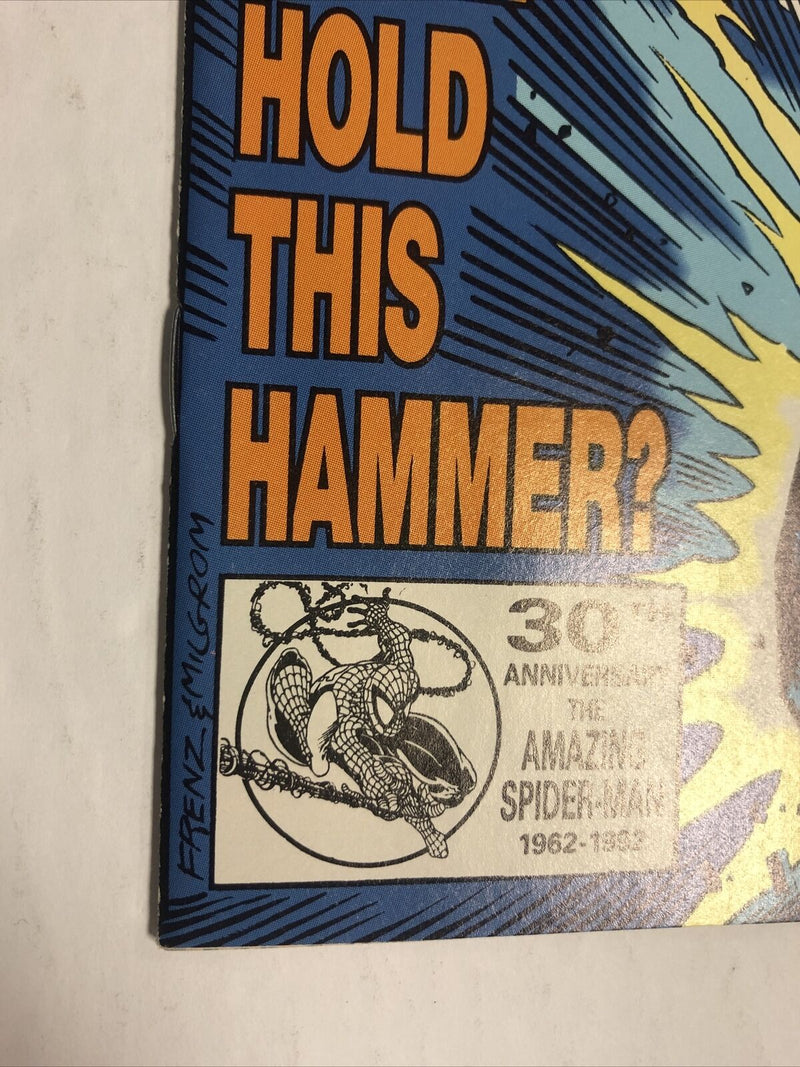 HOLD
THIS
HAMMER?
FRENZ & MILGROM
30TH
ANNIVERSARY
THE
AMAZING
SPIDER-MAN
1962-1992